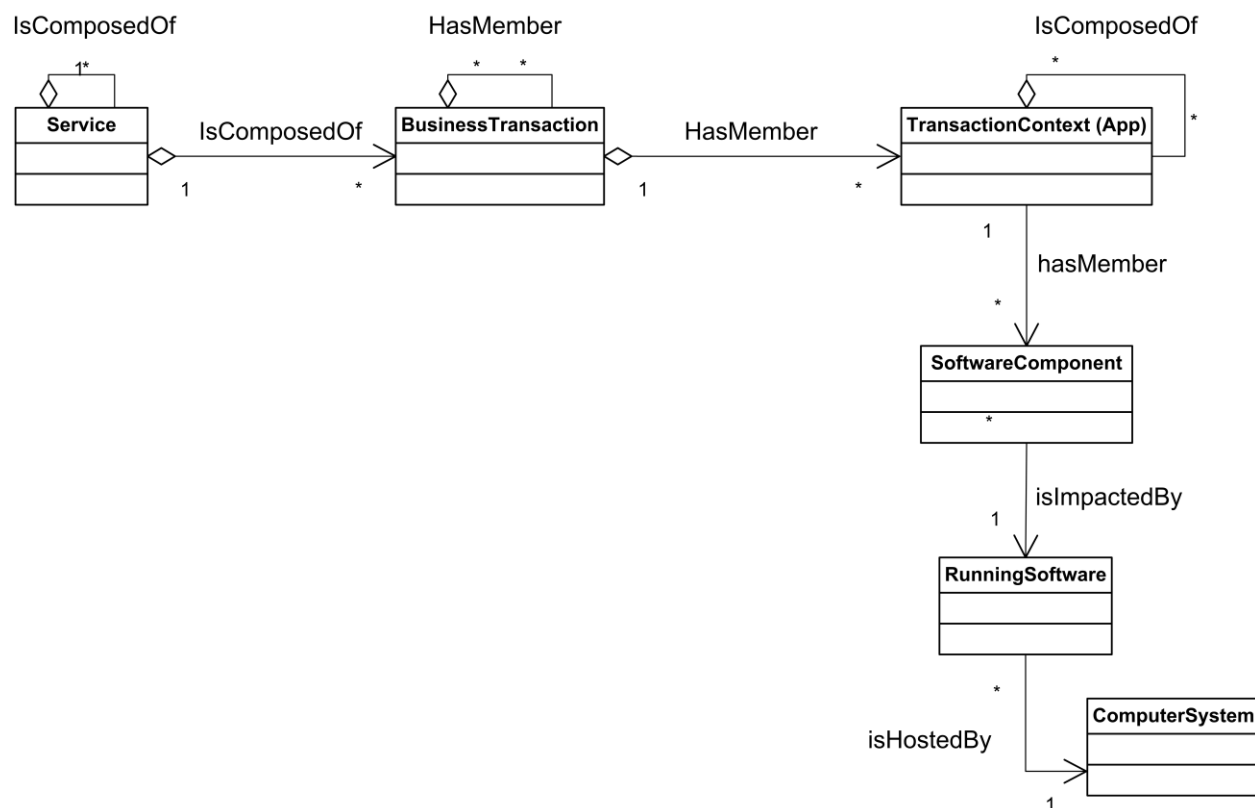 IsComposedOf
HasMember
IsComposedOf
1*
* *
*
Service
IsComposedOf
BusinessTransaction
HasMember
TransactionContext (App)
*
1
*
1
*
1
hasMember
*
SoftwareComponent
*
isImpactedBy
1
RunningSoftware
*
ComputerSystem
isHostedBy
1